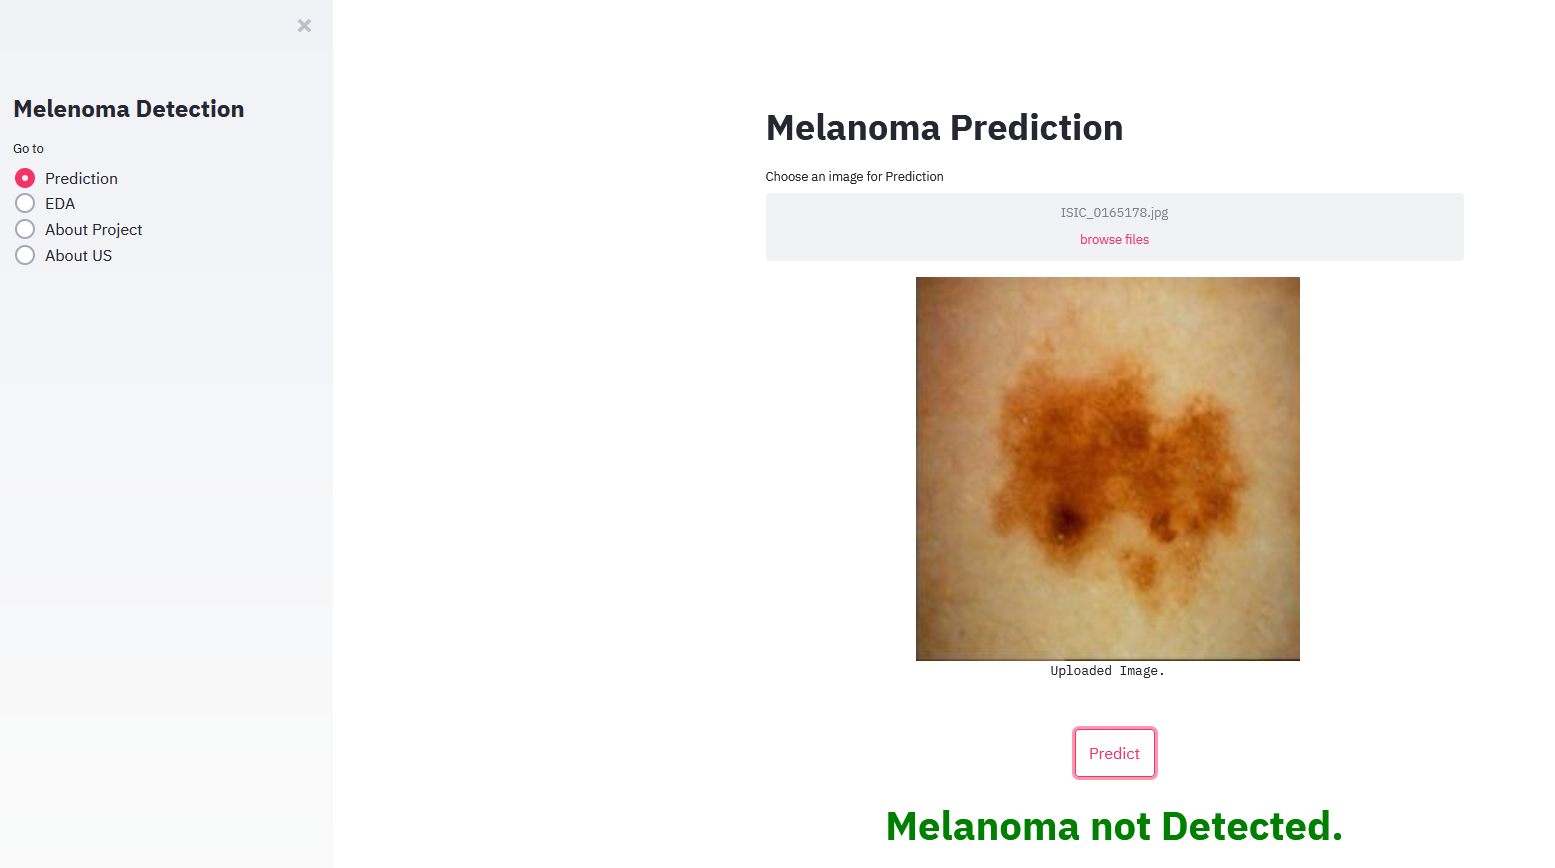 Melenoma Detection
Go to
Prediction
EDA
About Project
About US
Melanoma Prediction
Choose an image for Prediction
ISIC_0165178.jpg
browse files
Uploaded Image.
Predict
Melanoma not Detected.